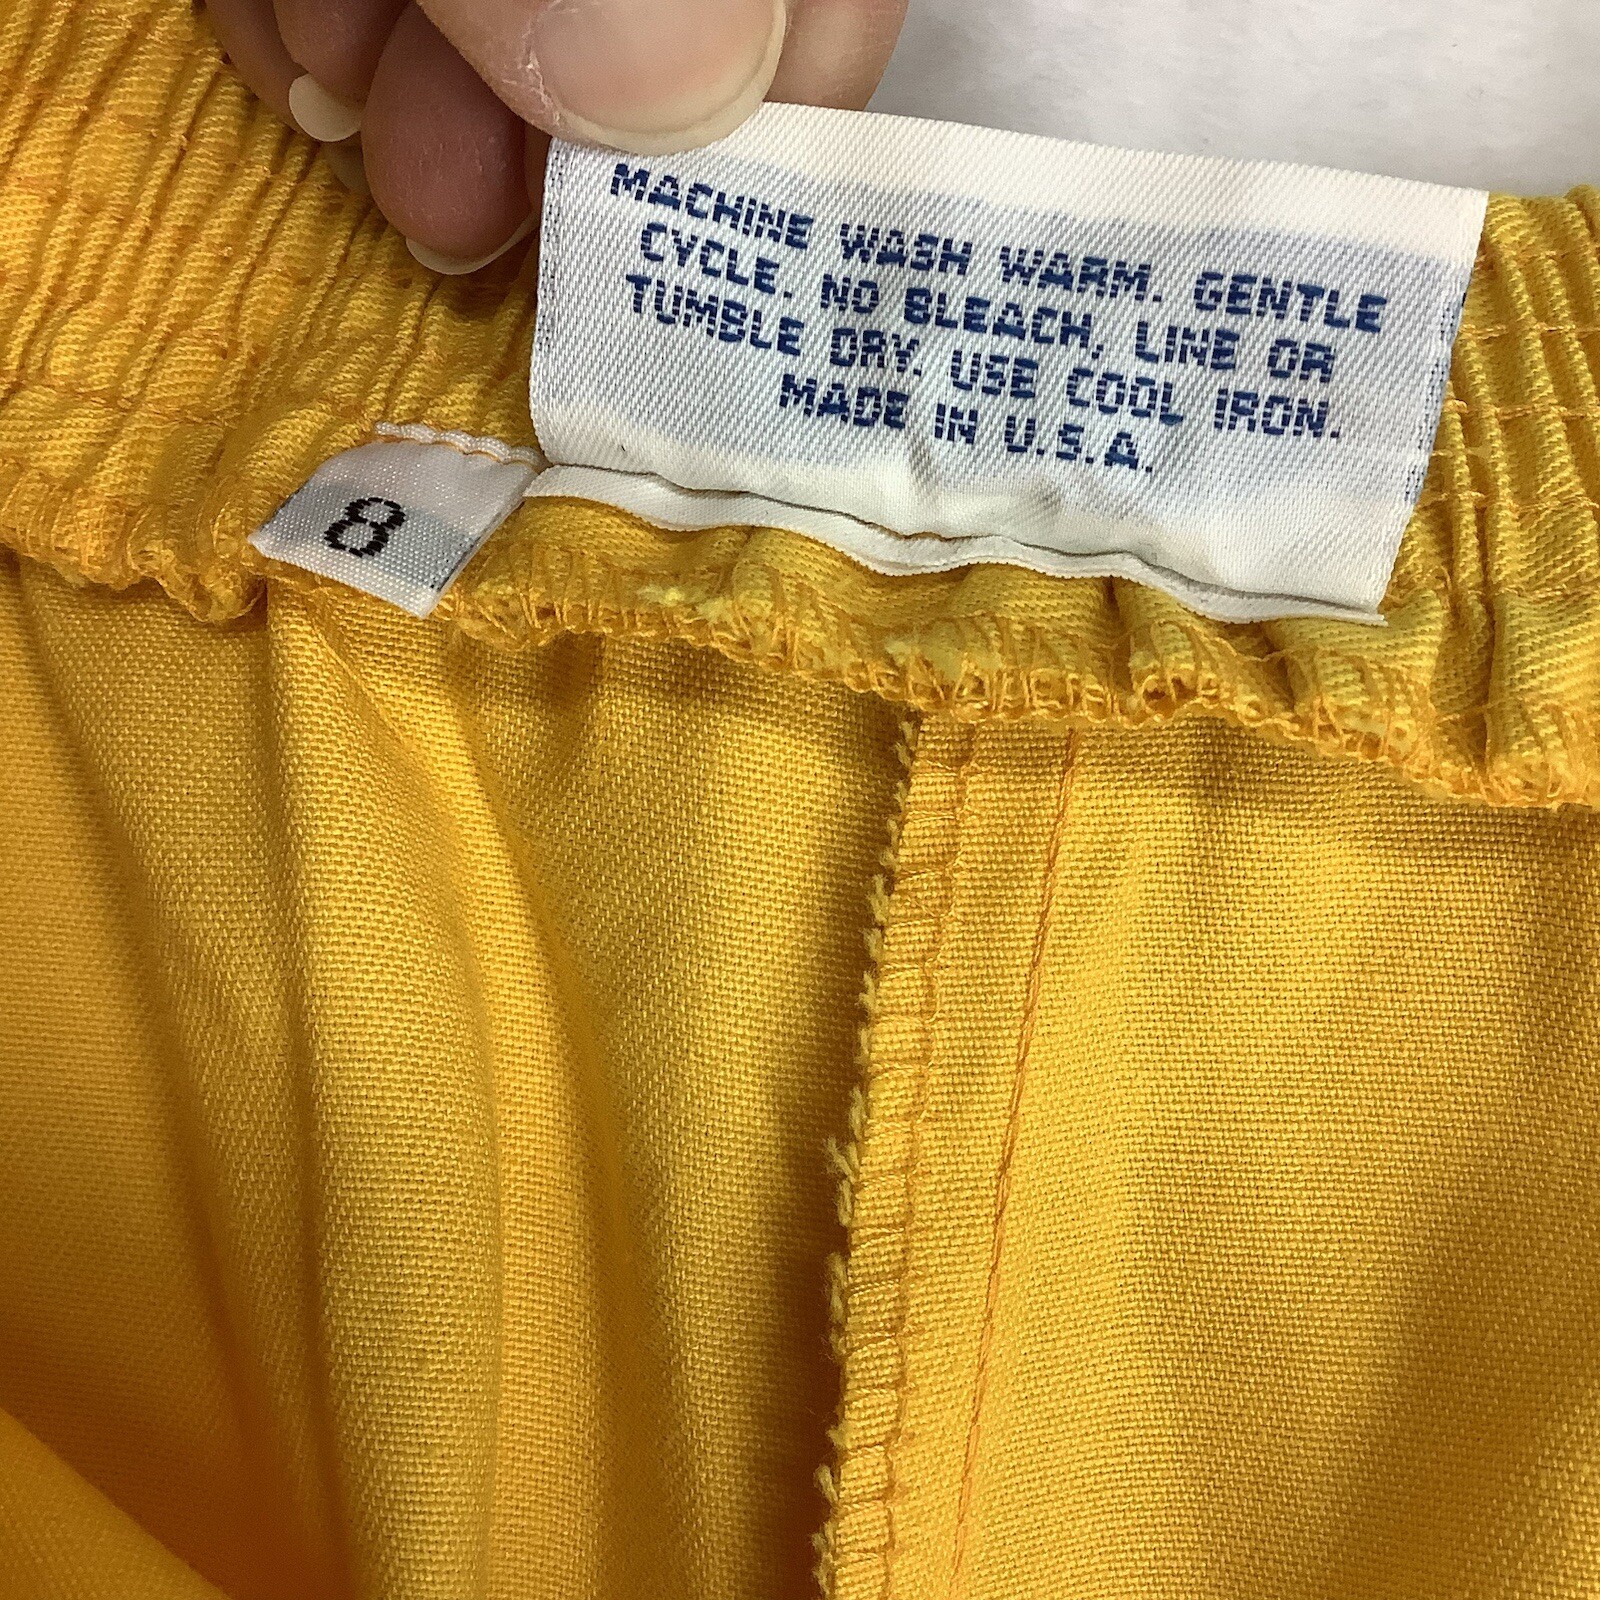 MACHINE WASH WARM. GENTLE
CYCLE. NO BLEACH, LINE OR
TUMBLE DRY. USE COOL IRON.
MADE IN U.S.A.
8